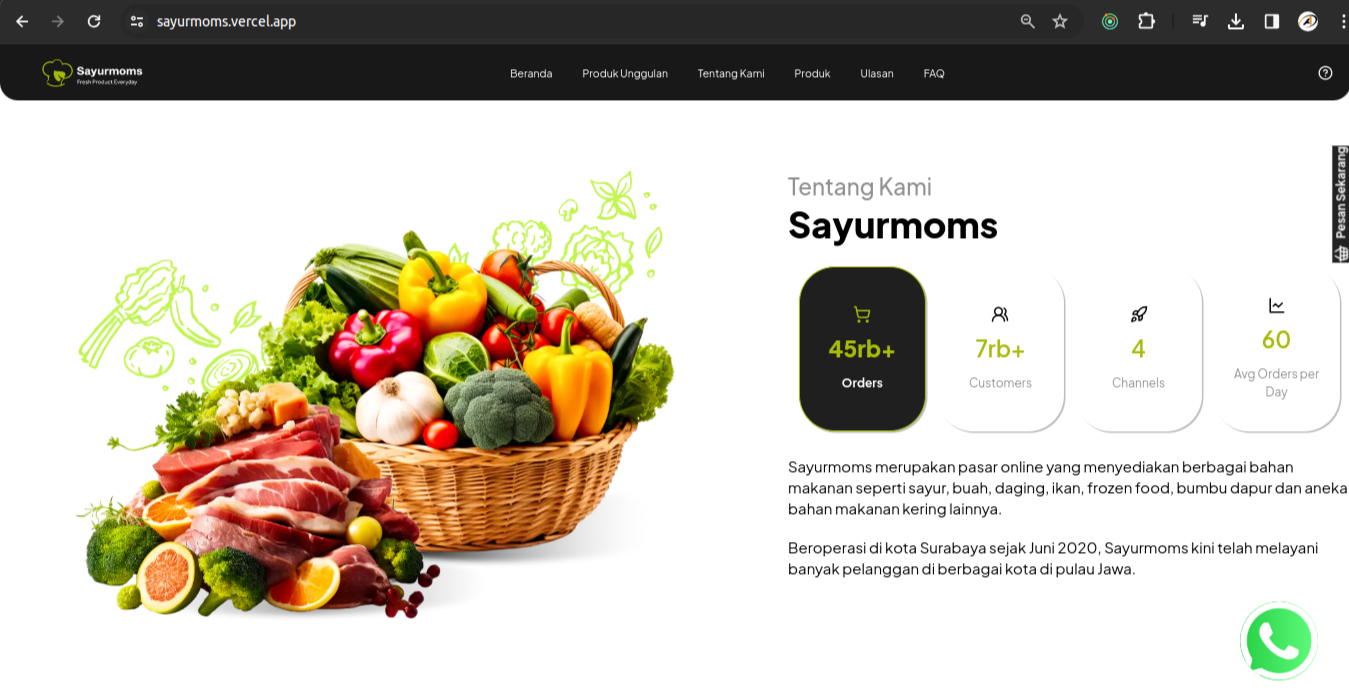 sayurmoms.vercel.app
Sayurmoms
Fresh Product Everyday
Beranda
Produk Unggulan
Tentang Kami
Produk
Ulasan
FAQ
Pesan Sekarang
Tentang Kami
Sayurmoms
45rb+
Orders
7rb+
Customers
4
Channels
60
Avg Orders per
Day
Sayurmoms merupakan pasar online yang menyediakan berbagai bahan
makanan seperti sayur, buah, daging, ikan, frozen food, bumbu dapur dan aneka
bahan makanan kering lainnya.
Beroperasi di kota Surabaya sejak Juni 2020, Sayurmoms kini telah melayani
banyak pelanggan di berbagai kota di pulau Jawa.